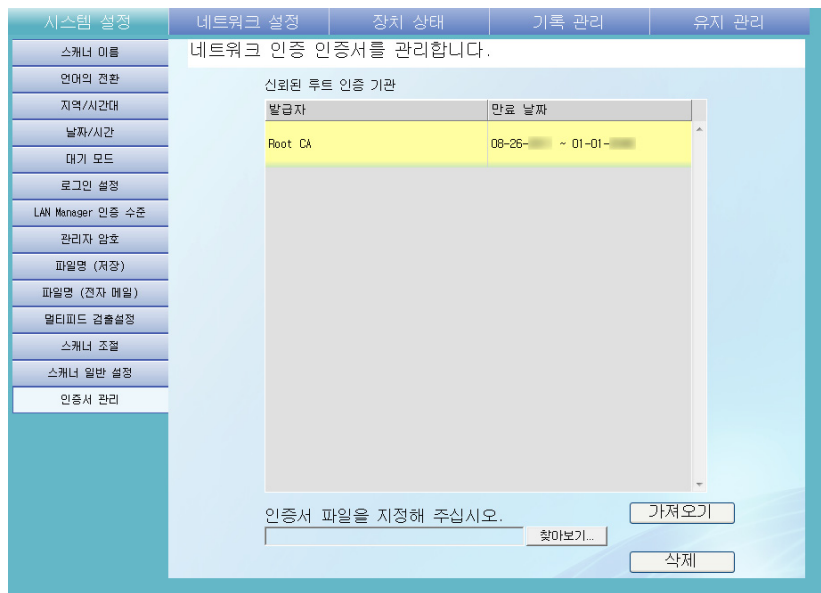 시스템 설정 네트워크 설정 장치 상태 기록 관리 유지 관리
스캐너 이름
언어의 전환
지역/시간대
날짜/시간
대기 모드
로그인 설정
LAN Manager 인증 수준
관리자 암호
파일명 (저장)
파일명 (전자 메일)
멀티피드 검출설정
스캐너 조절
스캐너 일반 설정
인증서 관리
네트워크 인증 인증서를 관리합니다.
신뢰된 루트 인증 기관
발급자 만료 날짜
Root CA 08-26- ~ 01-01-
인증서 파일을 지정해 주십시오.
가져오기
찾아보기...
삭제